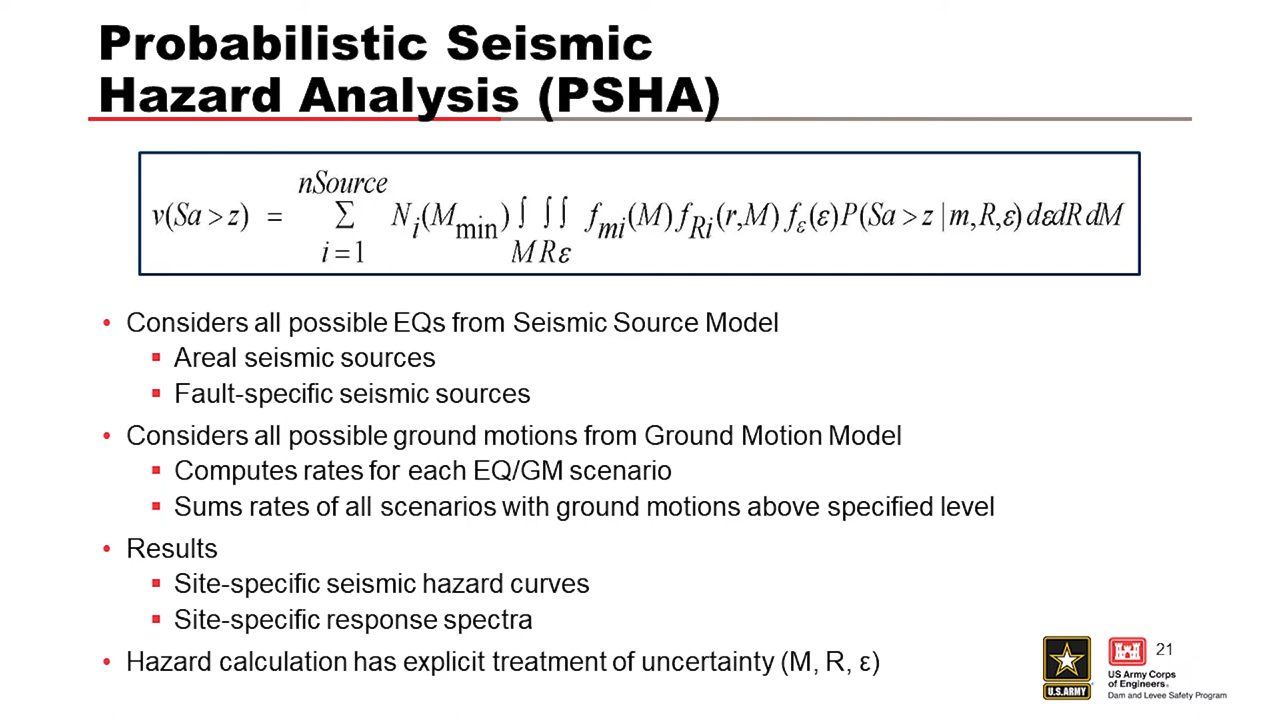 Probabilistic Seismic
Hazard Analysis (PSHA)
nSource
ν(Sa > z) = Σ N_i(M_min) ∫ ∫ ∫ f_mi(M) f_Ri(r,M) f_ε(ε) P(Sa > z | m,R,ε) dε dR dM
i = 1 M R ε
• Considers all possible EQs from Seismic Source Model
▪ Areal seismic sources
▪ Fault-specific seismic sources
• Considers all possible ground motions from Ground Motion Model
▪ Computes rates for each EQ/GM scenario
▪ Sums rates of all scenarios with ground motions above specified level
• Results
▪ Site-specific seismic hazard curves
▪ Site-specific response spectra
• Hazard calculation has explicit treatment of uncertainty (M, R, ε)
21
U.S.ARMY
US Army Corps
of Engineers®
Dam and Levee Safety Program